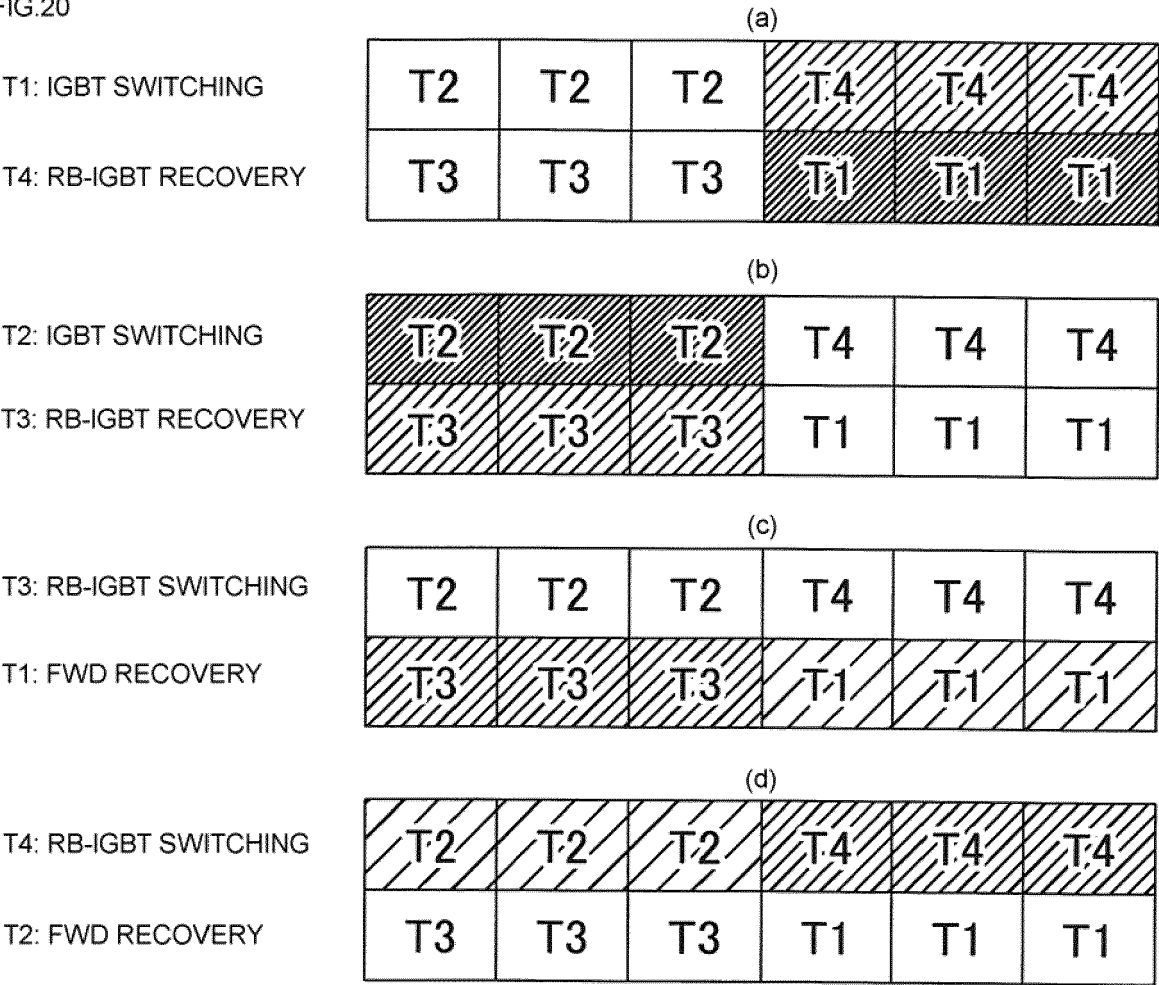 FIG.20
(a)
T1: IGBT SWITCHING
T2 T2 T2 T4 T4 T4
T4: RB-IGBT RECOVERY
T3 T3 T3 T1 T1 T1
(b)
T2: IGBT SWITCHING
T2 T2 T2 T4 T4 T4
T3: RB-IGBT RECOVERY
T3 T3 T3 T1 T1 T1
(c)
T3: RB-IGBT SWITCHING
T2 T2 T2 T4 T4 T4
T1: FWD RECOVERY
T3 T3 T3 T1 T1 T1
(d)
T4: RB-IGBT SWITCHING
T2 T2 T2 T4 T4 T4
T2: FWD RECOVERY
T3 T3 T3 T1 T1 T1